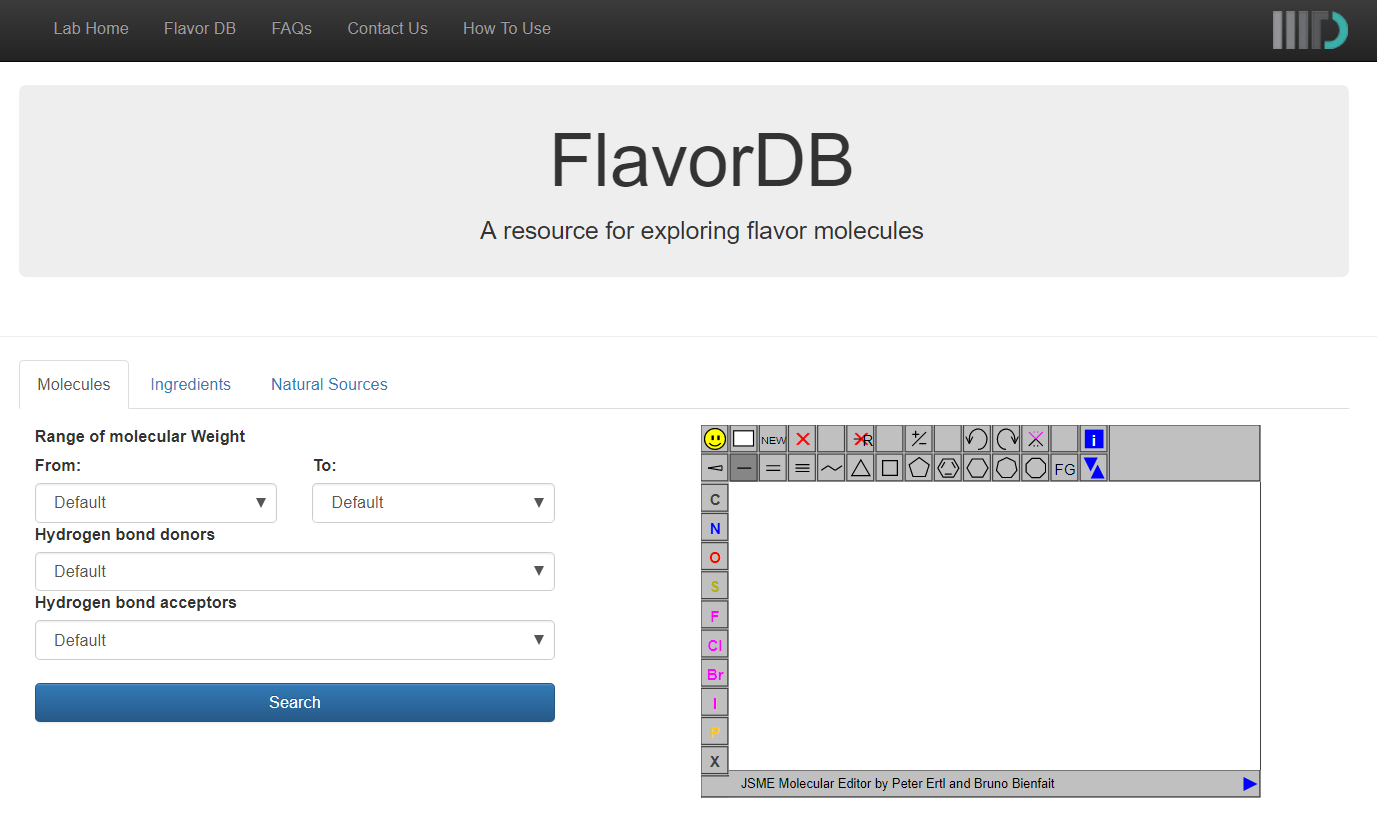 Lab Home Flavor DB FAQs Contact Us How To Use
FlavorDB
A resource for exploring flavor molecules
Molecules Ingredients Natural Sources
Range of molecular Weight
From: To:
Default Default
Hydrogen bond donors
Default
Hydrogen bond acceptors
Default
Search
NEW R +/- i
FG
C
N
O
S
F
Cl
Br
I
P
X
JSME Molecular Editor by Peter Ertl and Bruno Bienfait